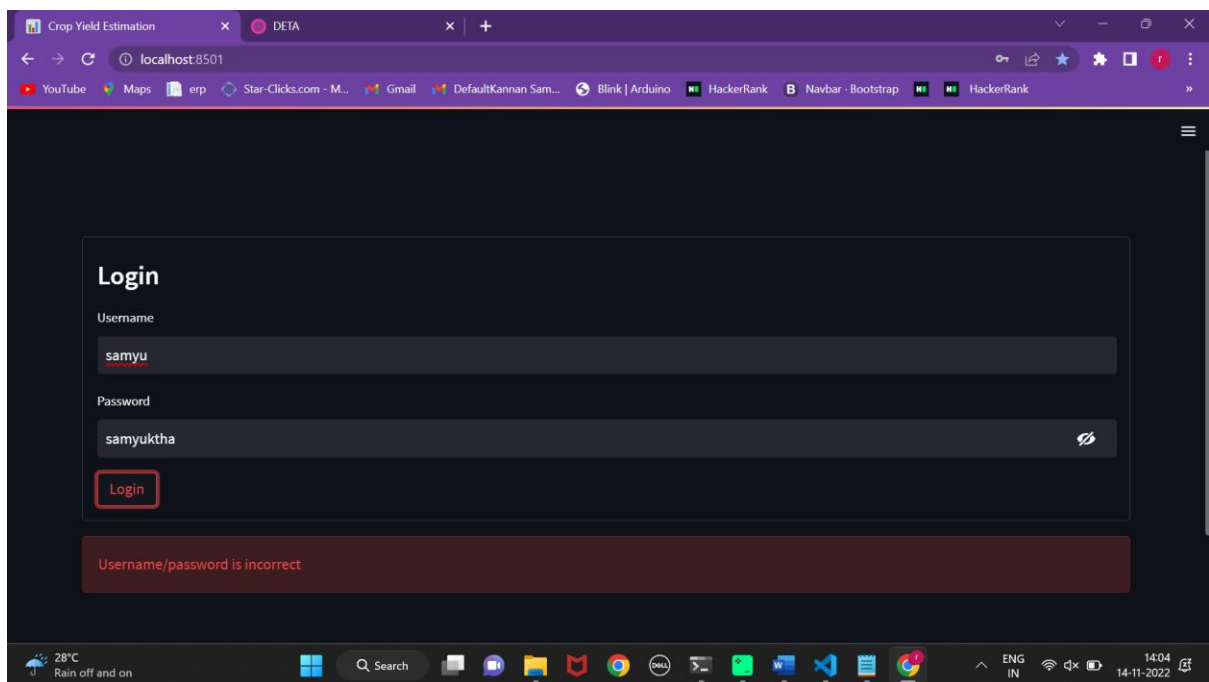 Crop Yield Estimation
DETA
localhost:8501
YouTube Maps erp Star-Clicks.com - M... Gmail DefaultKannan Sam... Blink | Arduino HackerRank Navbar · Bootstrap HackerRank »
Login
Username
samyu
Password
samyuktha
Login
Username/password is incorrect
28°C
Rain off and on
Search
DELL
ENG
IN
14:04
14-11-2022